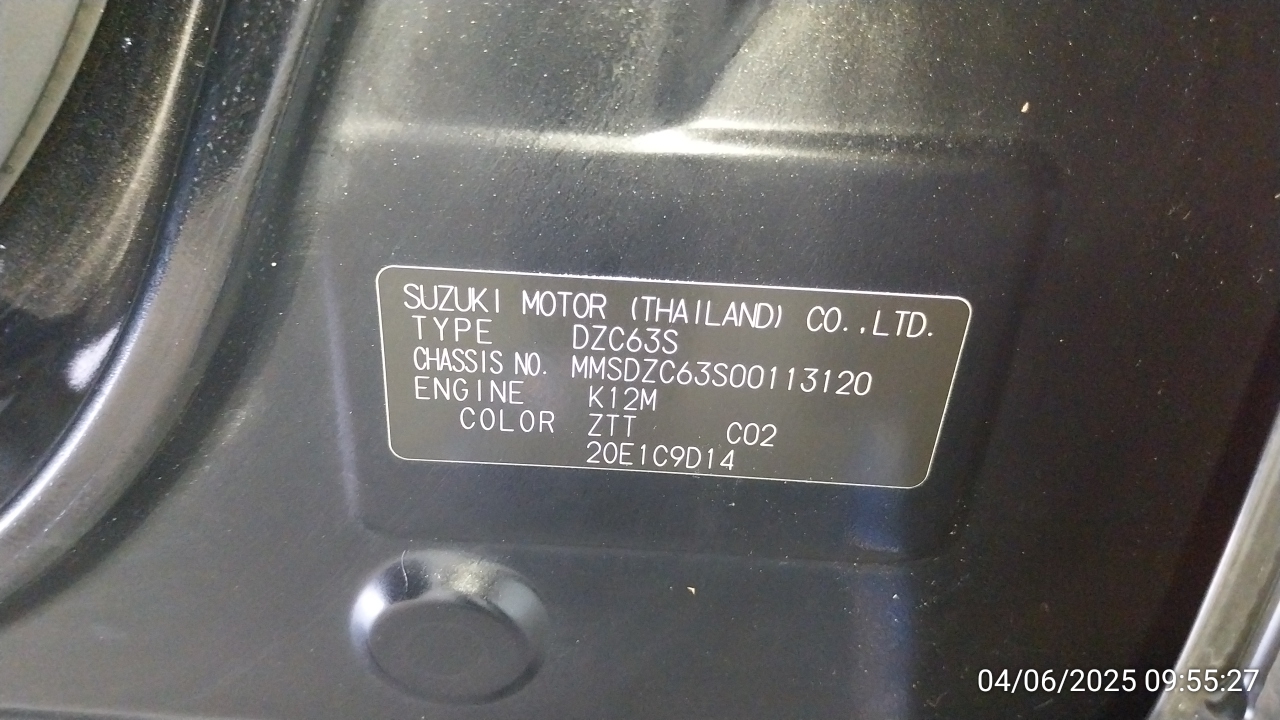 SUZUKI MOTOR (THAILAND) CO.,LTD.
TYPE DZC63S
CHASSIS NO. MMSDZC63S00113120
ENGINE K12M
COLOR ZTT C02
20E1C9D14
04/06/2025 09:55:27